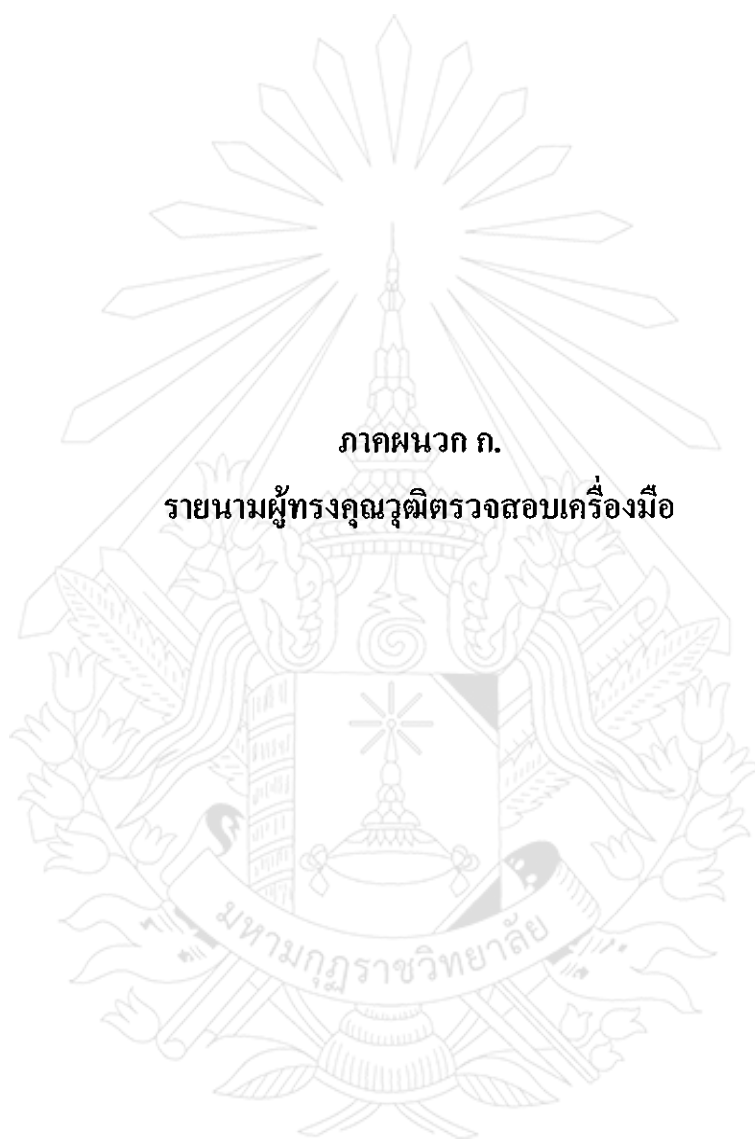 ภาคผนวก ก.
รายนามผู้ทรงคุณวุฒิตรวจสอบเครื่องมือ
มหามกุฏราชวิทยาลัย